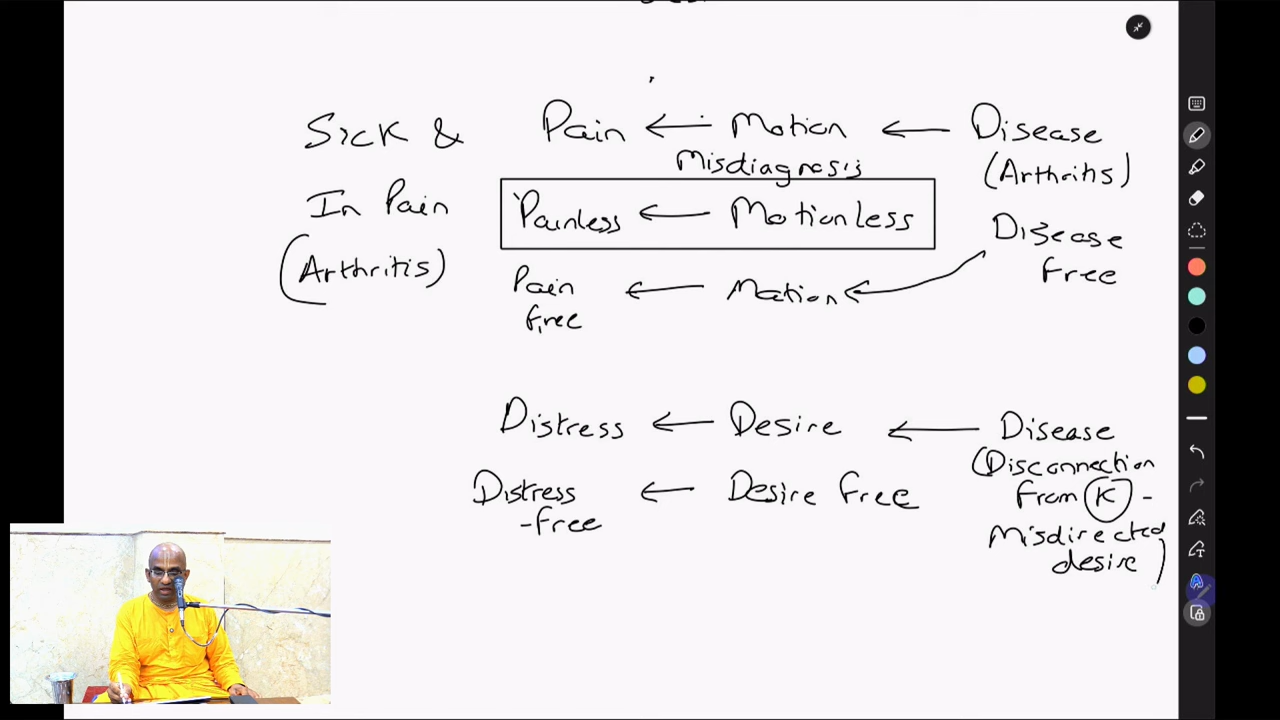 Sick & Pain ← Motion ← Disease
Misdiagnosis (Arthritis)
In Pain Painless ← Motionless Disease
(Arthritis) Free
Pain ← Motion ←
free
Distress ← Desire ← Disease
(Disconnection
Distress ← Desire free from K -
-free Misdirected
desire)